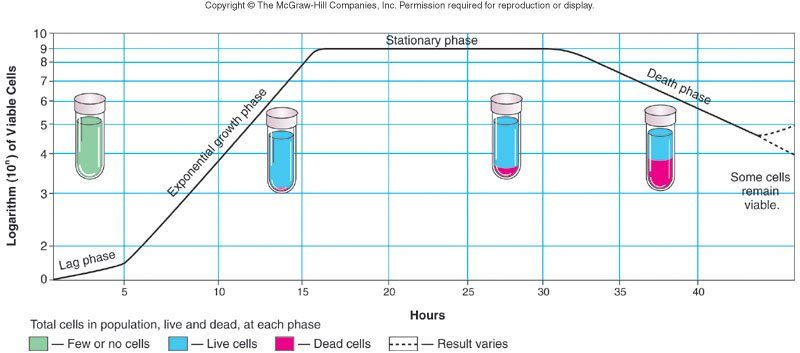 Copyright © The McGraw-Hill Companies, Inc. Permission required for reproduction or display.
Logarithm (10ⁿ) of Viable Cells
10
9
8
7
6
5
4
3
2
0
Lag phase
Exponential growth phase
Stationary phase
Death phase
Some cells
remain
viable.
5 10 15 20 25 30 35 40
Hours
Total cells in population, live and dead, at each phase
— Few or no cells — Live cells — Dead cells — Result varies